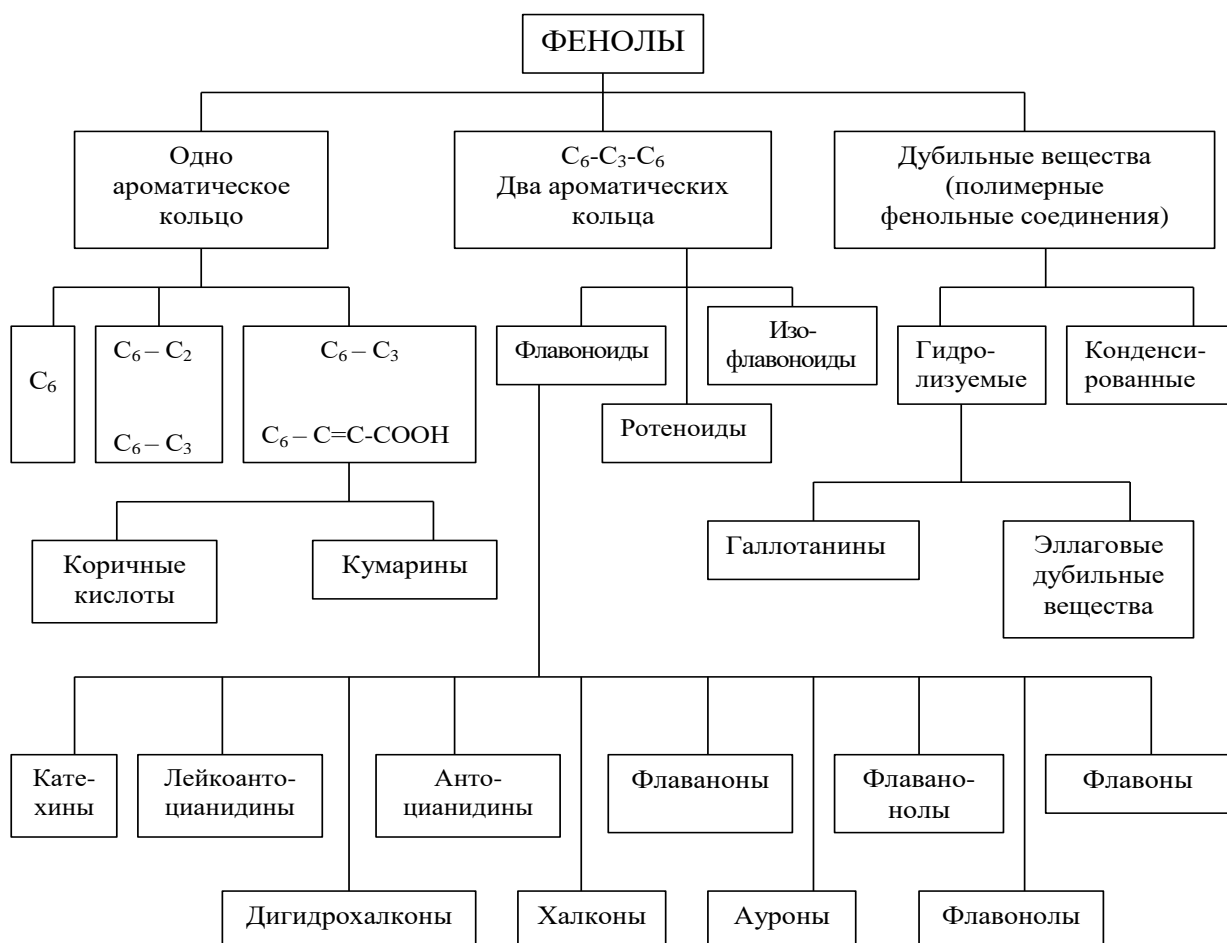 ФЕНОЛЫ
Одно
ароматическое
кольцо
C₆-C₃-C₆
Два ароматических
кольца
Дубильные вещества
(полимерные
фенольные соединения)
C₆
C₆ – C₂
C₆ – C₃
C₆ – C₃
C₆ – C=C-COOH
Флавоноиды
Изо-
флавоноиды
Ротеноиды
Гидро-
лизуемые
Конденси-
рованные
Коричные
кислоты
Кумарины
Галлотанины
Эллаговые
дубильные
вещества
Кате-
хины
Лейкоанто-
цианидины
Анто-
цианидины
Флаваноны
Флавано-
нолы
Флавоны
Дигидрохалконы
Халконы
Ауроны
Флавонолы